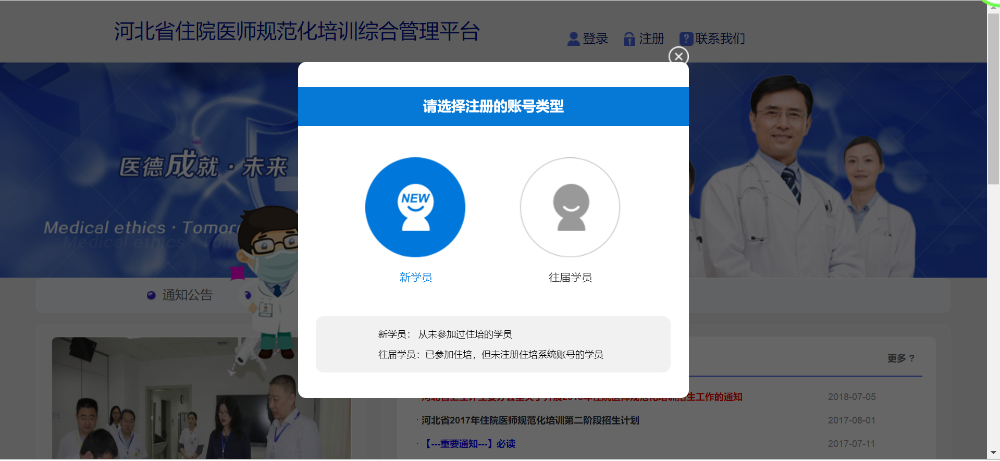 河北省住院医师规范化培训综合管理平台
登录 注册 ? 联系我们
请选择注册的账号类型
医德成就·未来
NEW
Medical ethics · Tomor
Medical ethics · Tom
新学员 往届学员
通知公告
新学员： 从未参加过住培的学员
往届学员：已参加住培，但未注册住培系统账号的学员
更多 ?
生工作的通知 2018-07-05
· 河北省2017年住院医师规范化培训第二阶段招生计划 2017-08-01
· 【---重要通知---】必读 2017-07-11